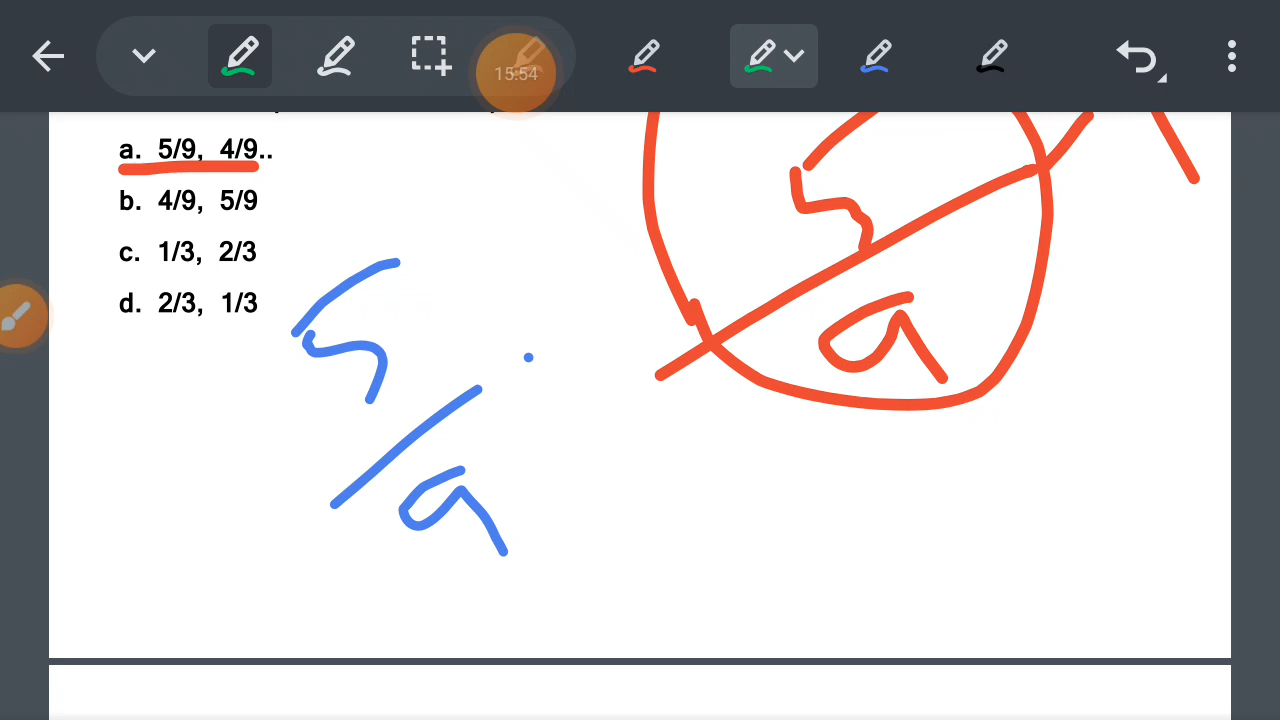 15:54
a. 5/9, 4/9..
b. 4/9, 5/9
c. 1/3, 2/3
d. 2/3, 1/3
5/9
5/9